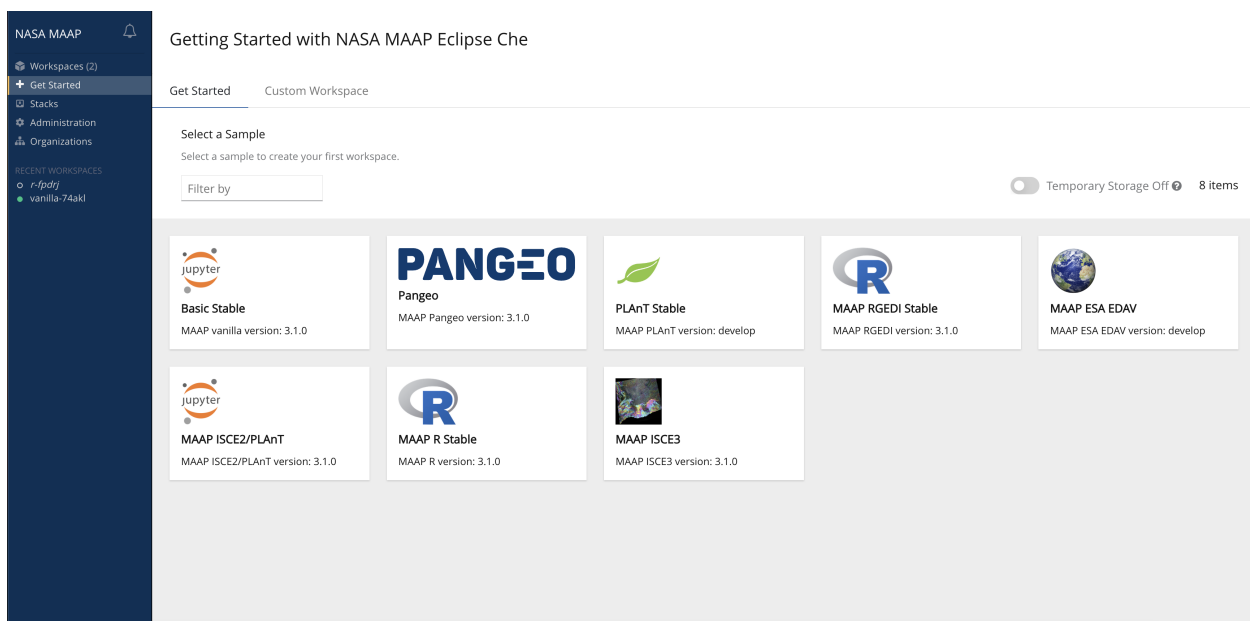 NASA MAAP
Workspaces (2)
Get Started
Stacks
Administration
Organizations
RECENT WORKSPACES
r-fpdrj
vanilla-74akl
Getting Started with NASA MAAP Eclipse Che
Get Started
Custom Workspace
Select a Sample
Select a sample to create your first workspace.
Filter by
Temporary Storage Off ?
8 items
jupyter
Basic Stable
MAAP vanilla version: 3.1.0
PANGEO
Pangeo
MAAP Pangeo version: 3.1.0
PLAnT Stable
MAAP PLAnT version: develop
R
MAAP RGEDI Stable
MAAP RGEDI version: 3.1.0
MAAP ESA EDAV
MAAP ESA EDAV version: develop
jupyter
MAAP ISCE2/PLAnT
MAAP ISCE2/PLAnT version: 3.1.0
R
MAAP R Stable
MAAP R version: 3.1.0
MAAP ISCE3
MAAP ISCE3 version: 3.1.0